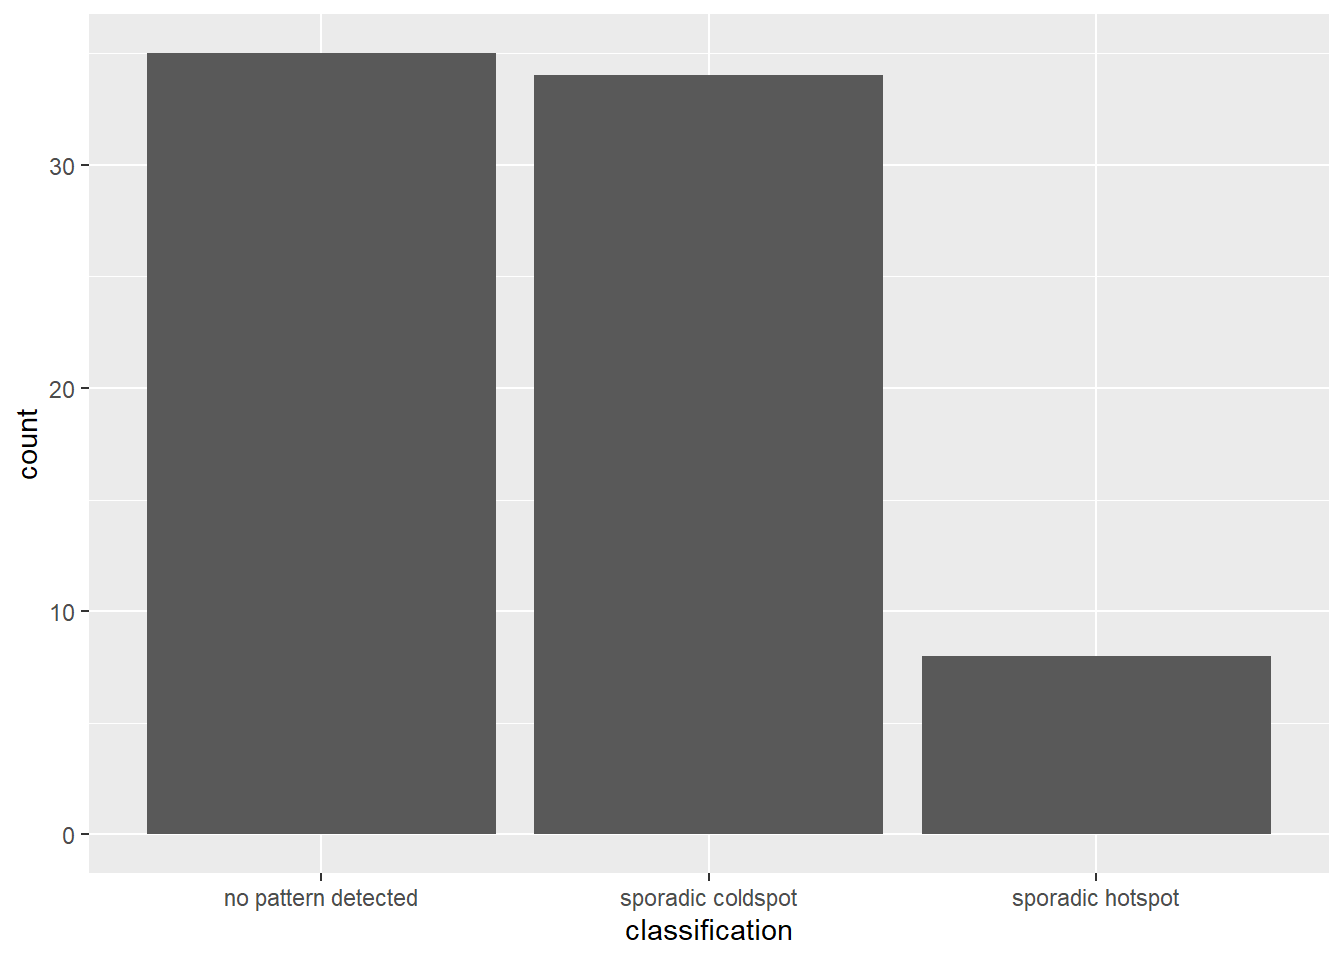 30
20
10
0
count
no pattern detected
sporadic coldspot
sporadic hotspot
classification